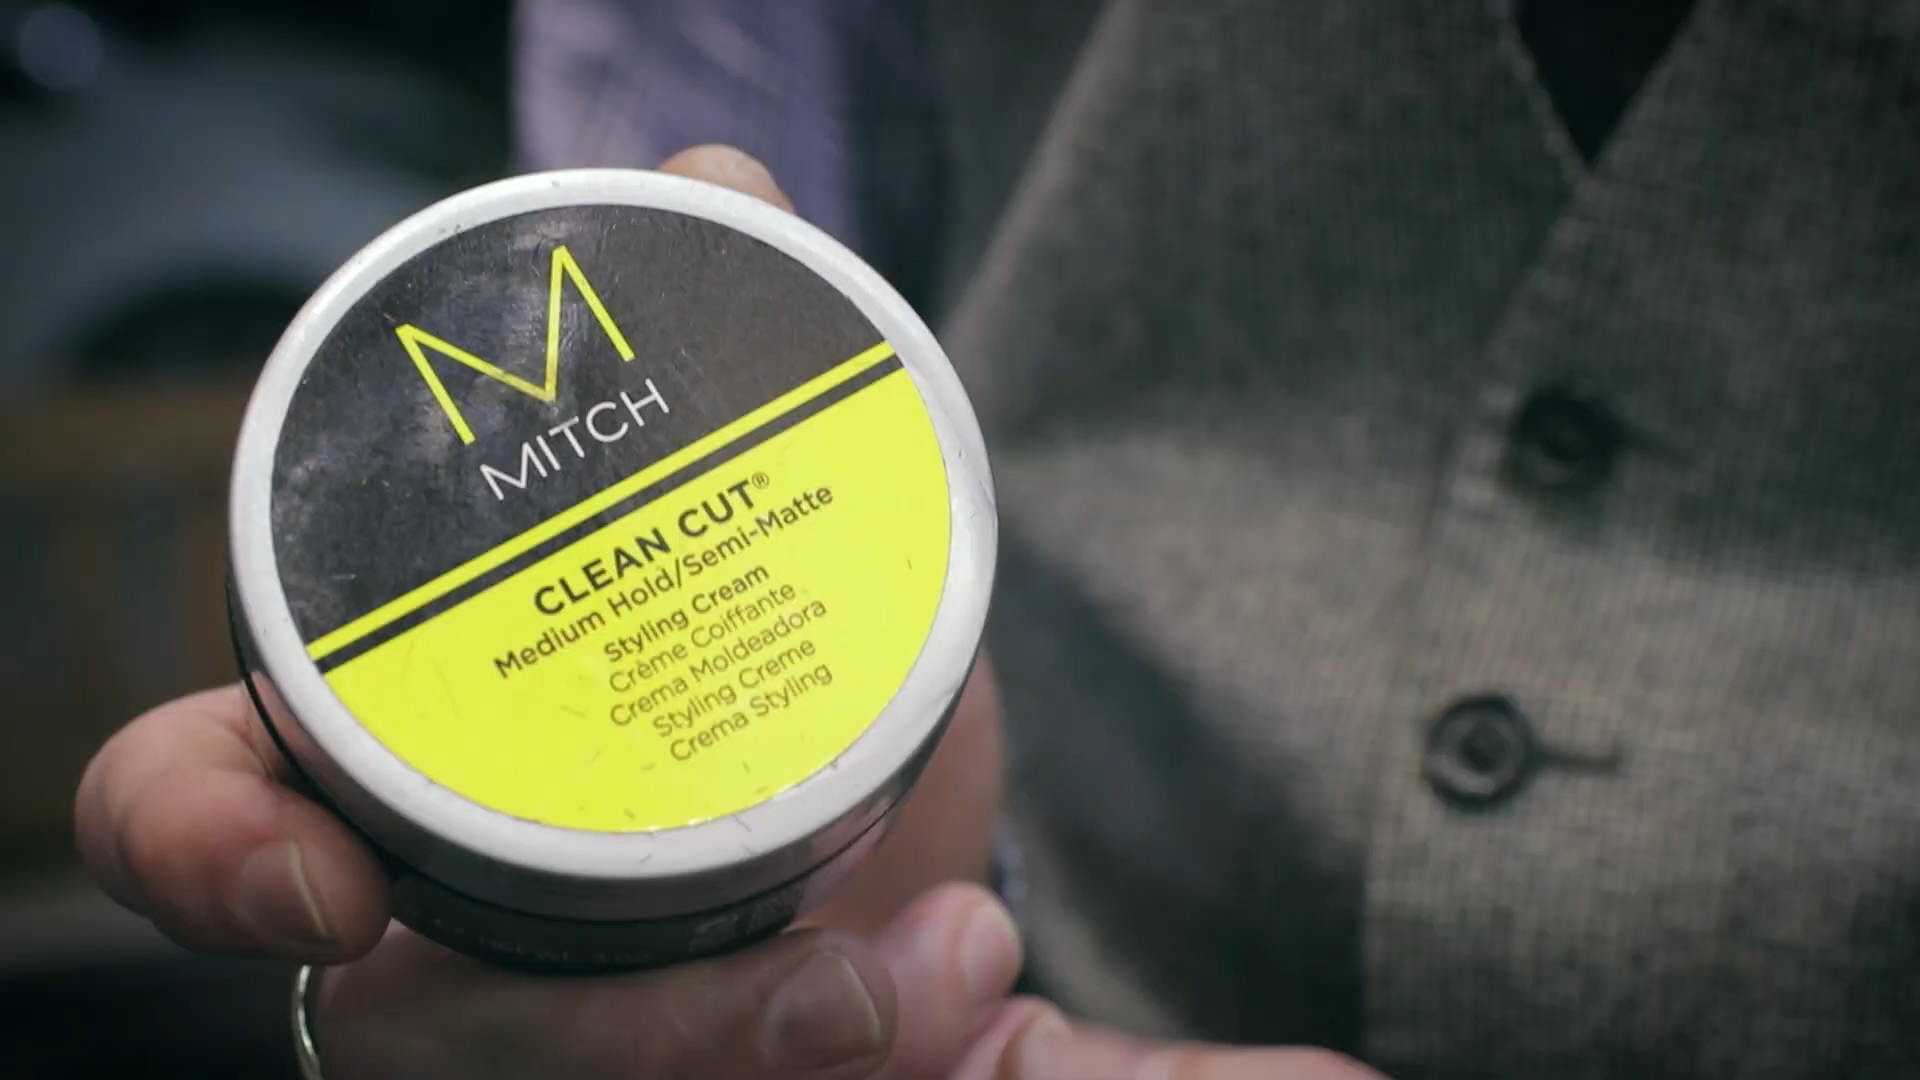 M
MITCH
CLEAN CUT®
Medium Hold/Semi-Matte
Styling Cream
Crème Coiffante
Crema Moldeadora
Styling Creme
Crema Styling